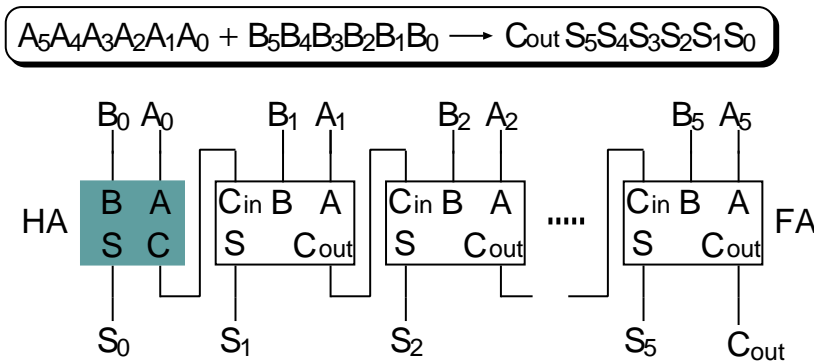 A5A4A3A2A1A0 + B5B4B3B2B1B0 → Cout S5S4S3S2S1S0
B0 A0 B1 A1 B2 A2 B5 A5
HA B A Cin B A Cin B A ..... Cin B A FA
S C S Cout S Cout S Cout
S0 S1 S2 S5 Cout